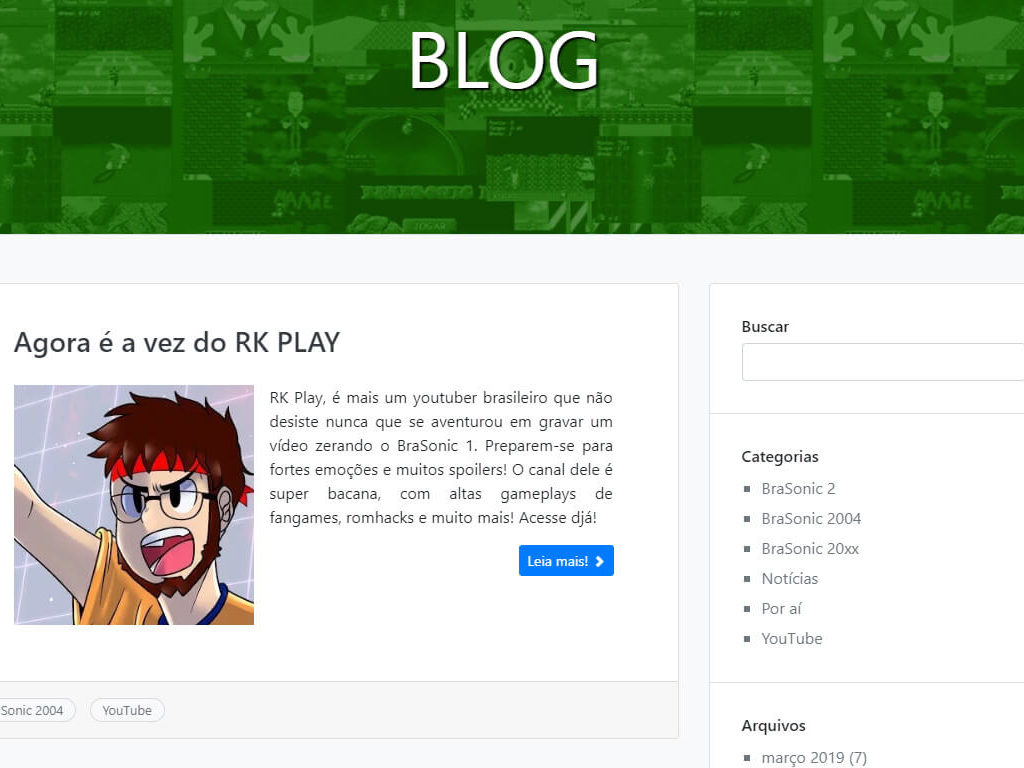 BLOG
Agora é a vez do RK PLAY
RK Play, é mais um youtuber brasileiro que não
desiste nunca que se aventurou em gravar um
vídeo zerando o BraSonic 1. Preparem-se para
fortes emoções e muitos spoilers! O canal dele é
super bacana, com altas gameplays de
fangames, romhacks e muito mais! Acesse djá!
Leia mais!
Sonic 2004
YouTube
Buscar
Categorias
BraSonic 2
BraSonic 2004
BraSonic 20xx
Notícias
Por aí
YouTube
Arquivos
março 2019 (7)